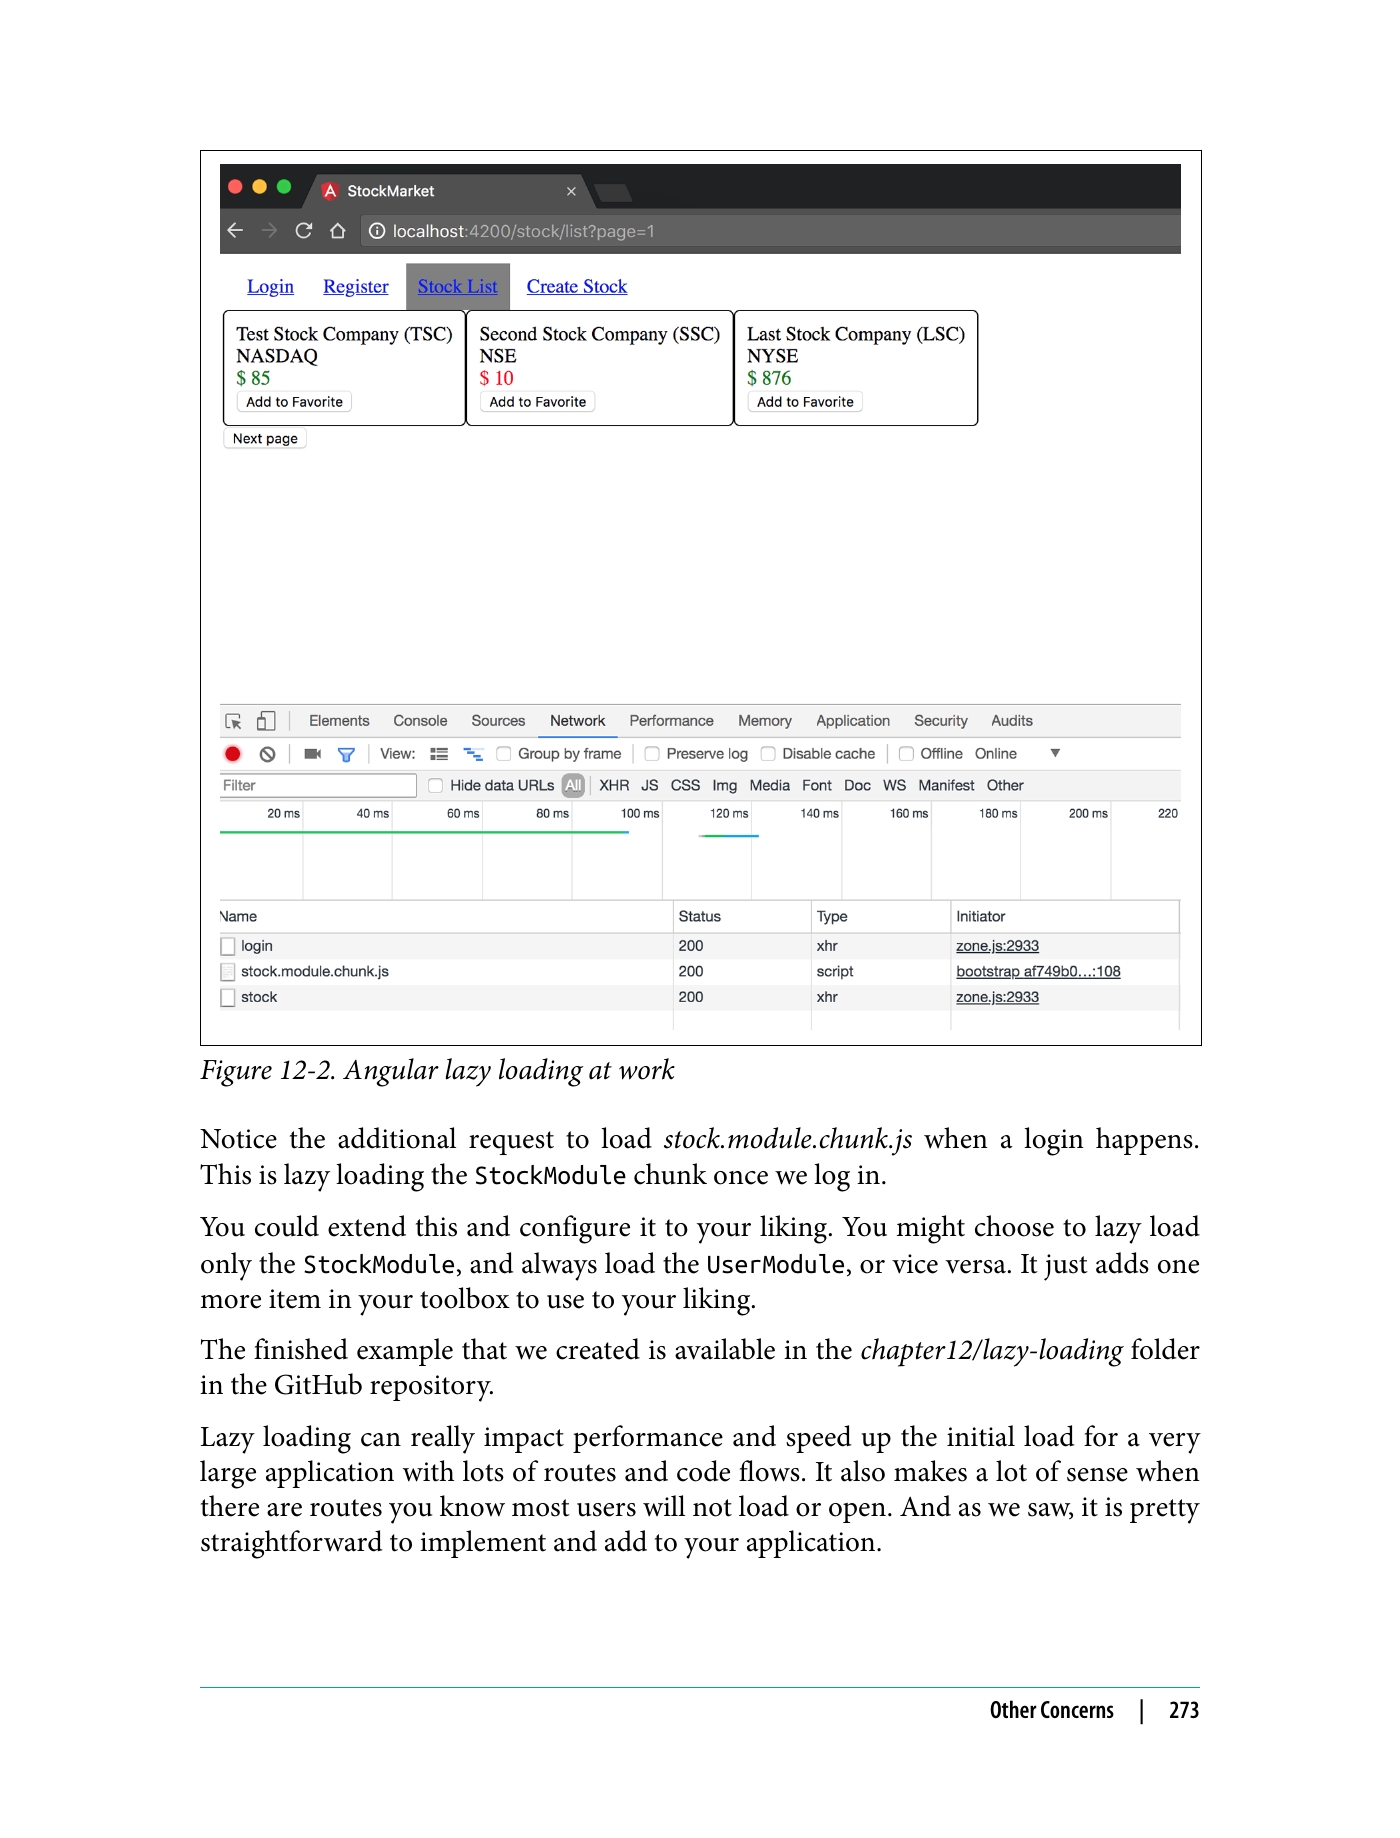 StockMarket ×
localhost:4200/stock/list?page=1
Login Register Stock List Create Stock
Test Stock Company (TSC) Second Stock Company (SSC) Last Stock Company (LSC)
NASDAQ NSE NYSE
$ 85 $ 10 $ 876
Add to Favorite Add to Favorite Add to Favorite
Next page
Elements Console Sources Network Performance Memory Application Security Audits
View: Group by frame Preserve log Disable cache Offline Online ▼
Filter Hide data URLs All XHR JS CSS Img Media Font Doc WS Manifest Other
20 ms 40 ms 60 ms 80 ms 100 ms 120 ms 140 ms 160 ms 180 ms 200 ms 220
Name Status Type Initiator
login 200 xhr zone.js:2933
stock.module.chunk.js 200 script bootstrap af749b0…:108
stock 200 xhr zone.js:2933
Figure 12-2. Angular lazy loading at work
Notice the additional request to load stock.module.chunk.js when a login happens.
This is lazy loading the StockModule chunk once we log in.
You could extend this and configure it to your liking. You might choose to lazy load
only the StockModule, and always load the UserModule, or vice versa. It just adds one
more item in your toolbox to use to your liking.
The finished example that we created is available in the chapter12/lazy-loading folder
in the GitHub repository.
Lazy loading can really impact performance and speed up the initial load for a very
large application with lots of routes and code flows. It also makes a lot of sense when
there are routes you know most users will not load or open. And as we saw, it is pretty
straightforward to implement and add to your application.
Other Concerns | 273